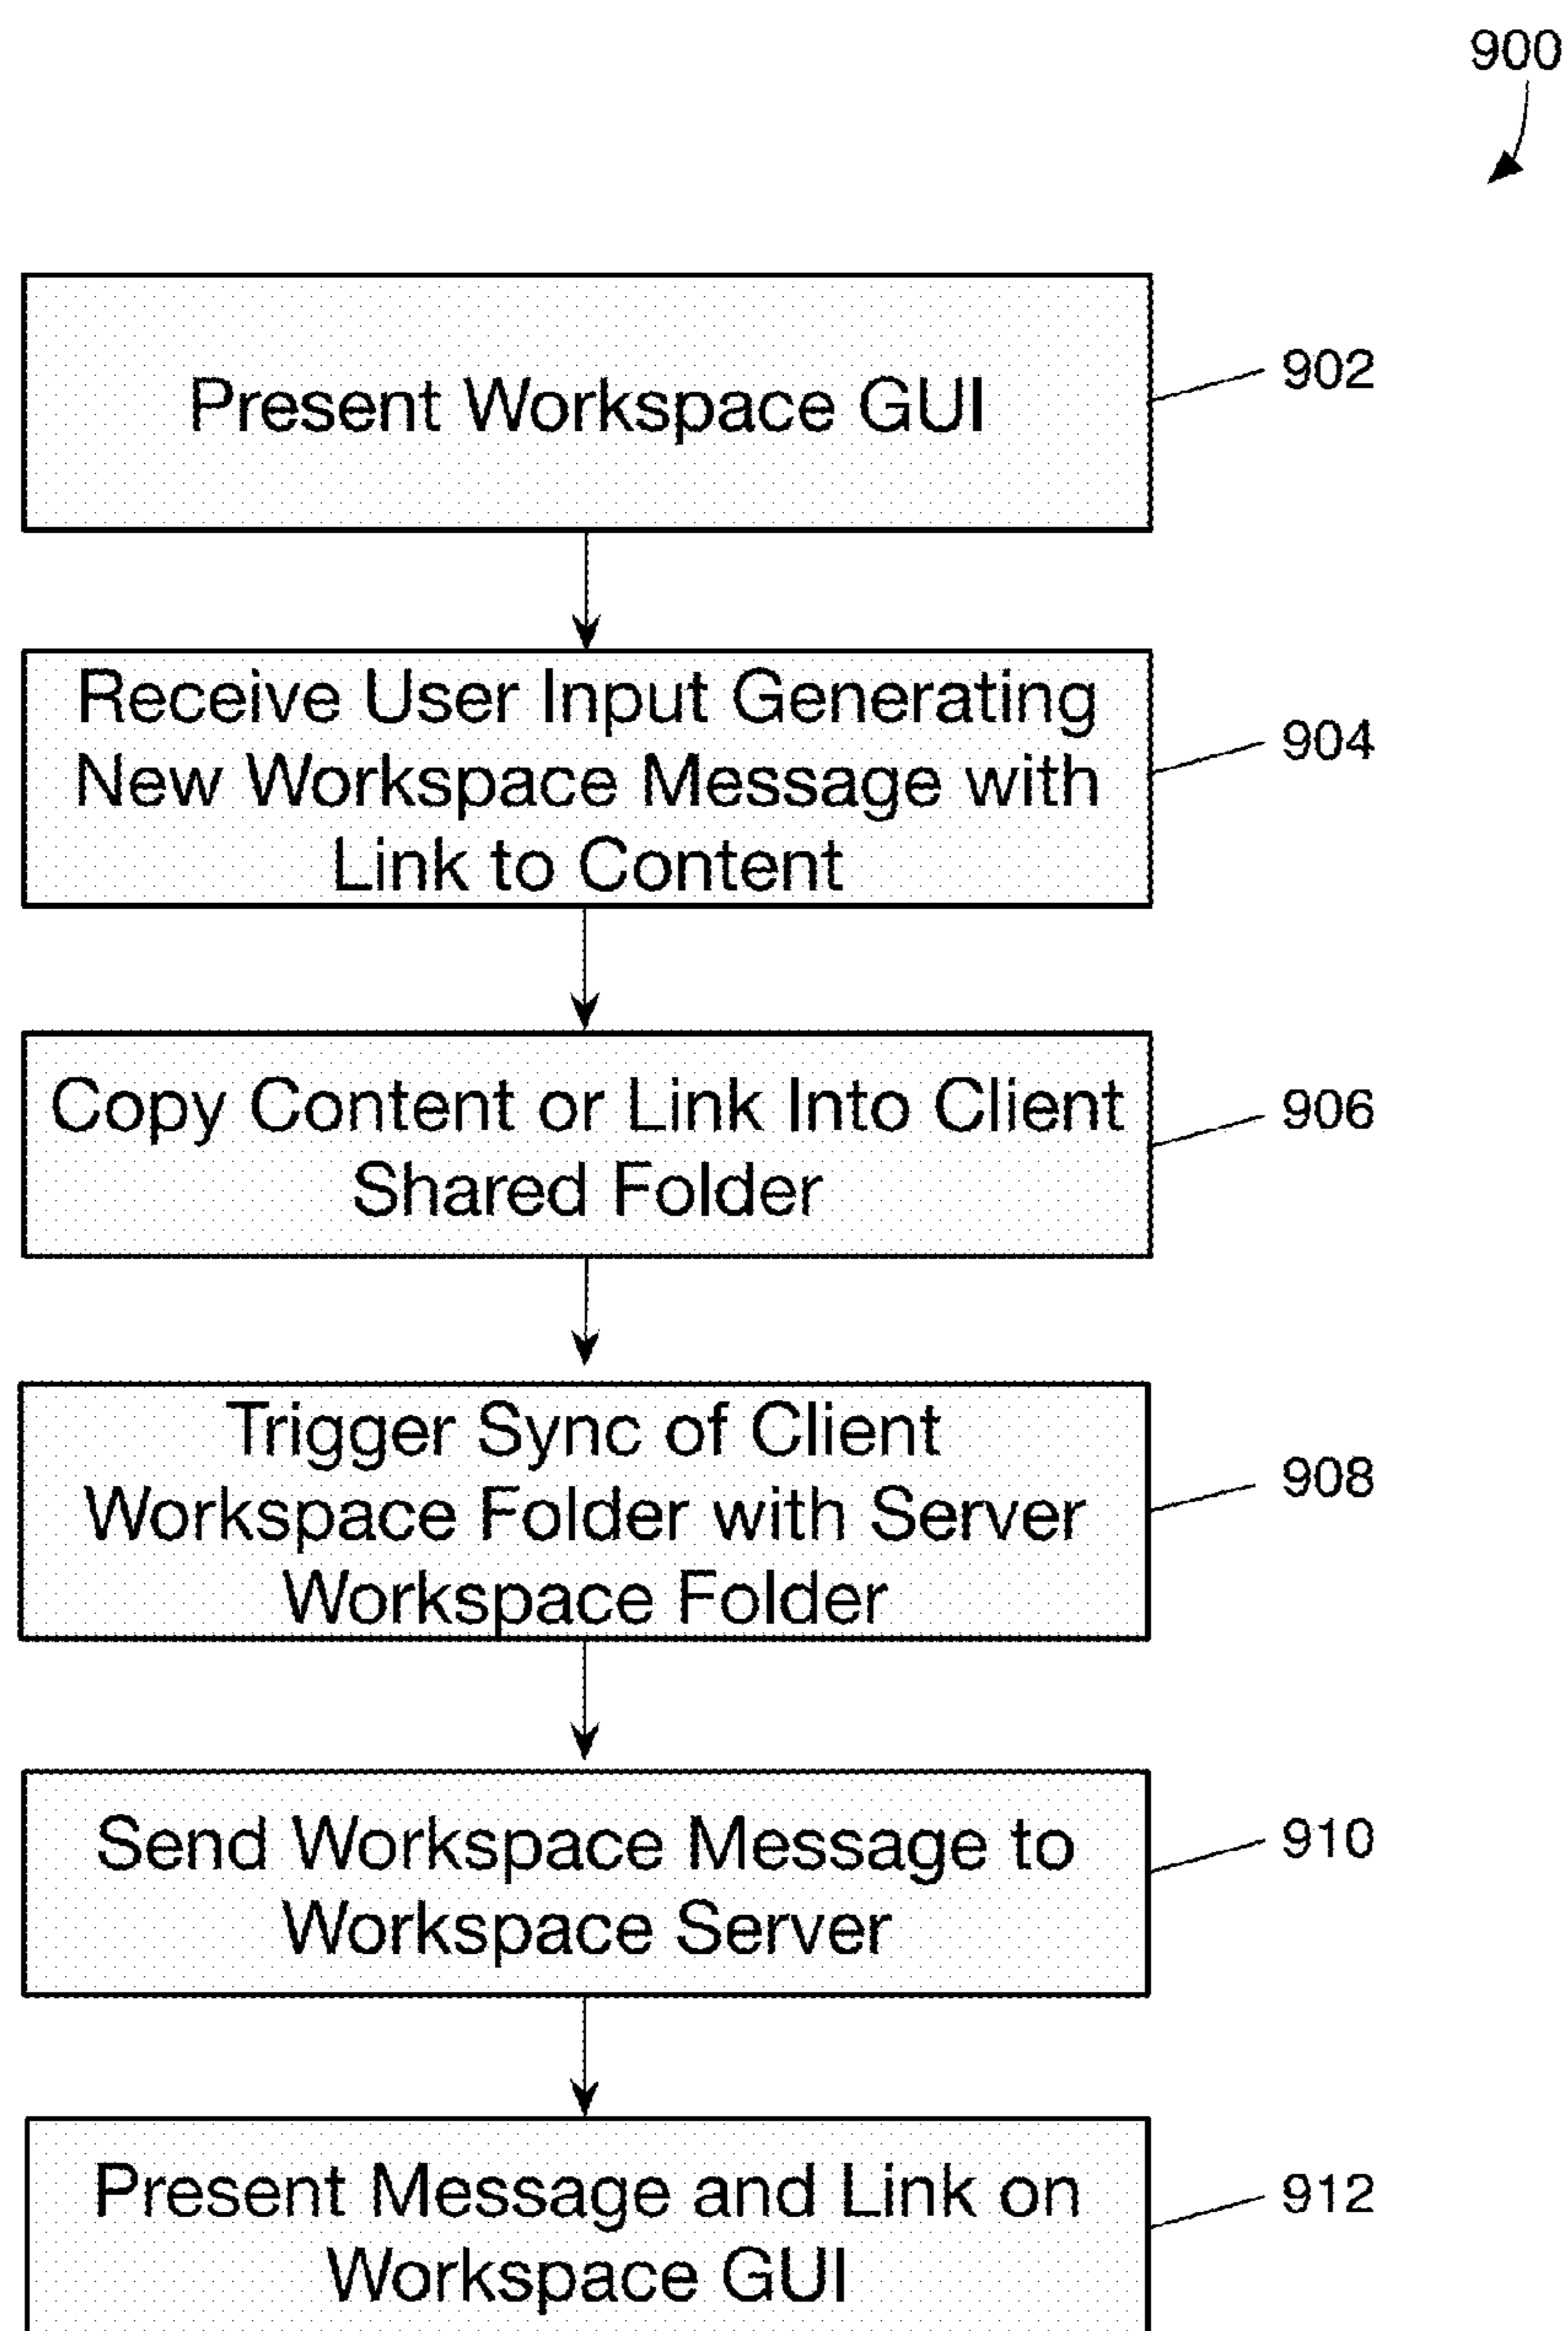 900
Present Workspace GUI
902
Receive User Input Generating
New Workspace Message with
Link to Content
904
Copy Content or Link Into Client
Shared Folder
906
Trigger Sync of Client
Workspace Folder with Server
Workspace Folder
908
Send Workspace Message to
Workspace Server
910
Present Message and Link on
Workspace GUI
912